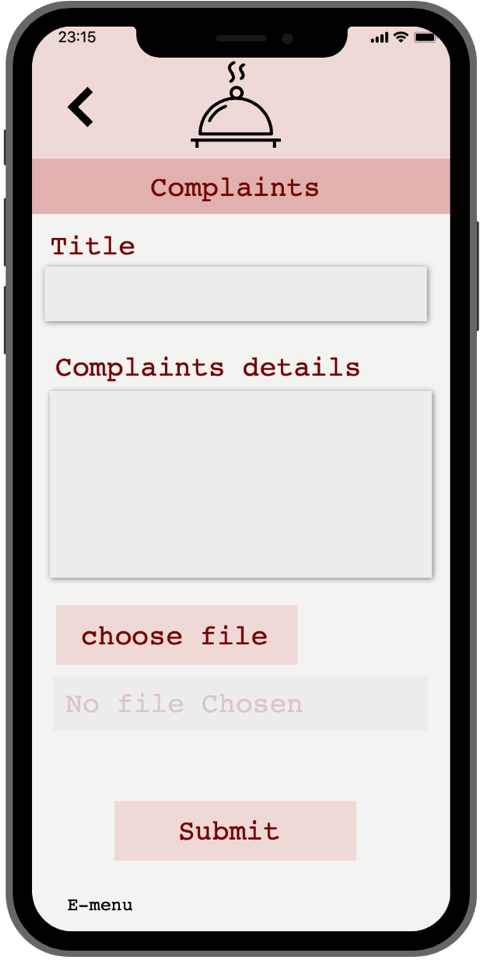 23:15
Complaints
Title
Complaints details
choose file
No file Chosen
Submit
E-menu